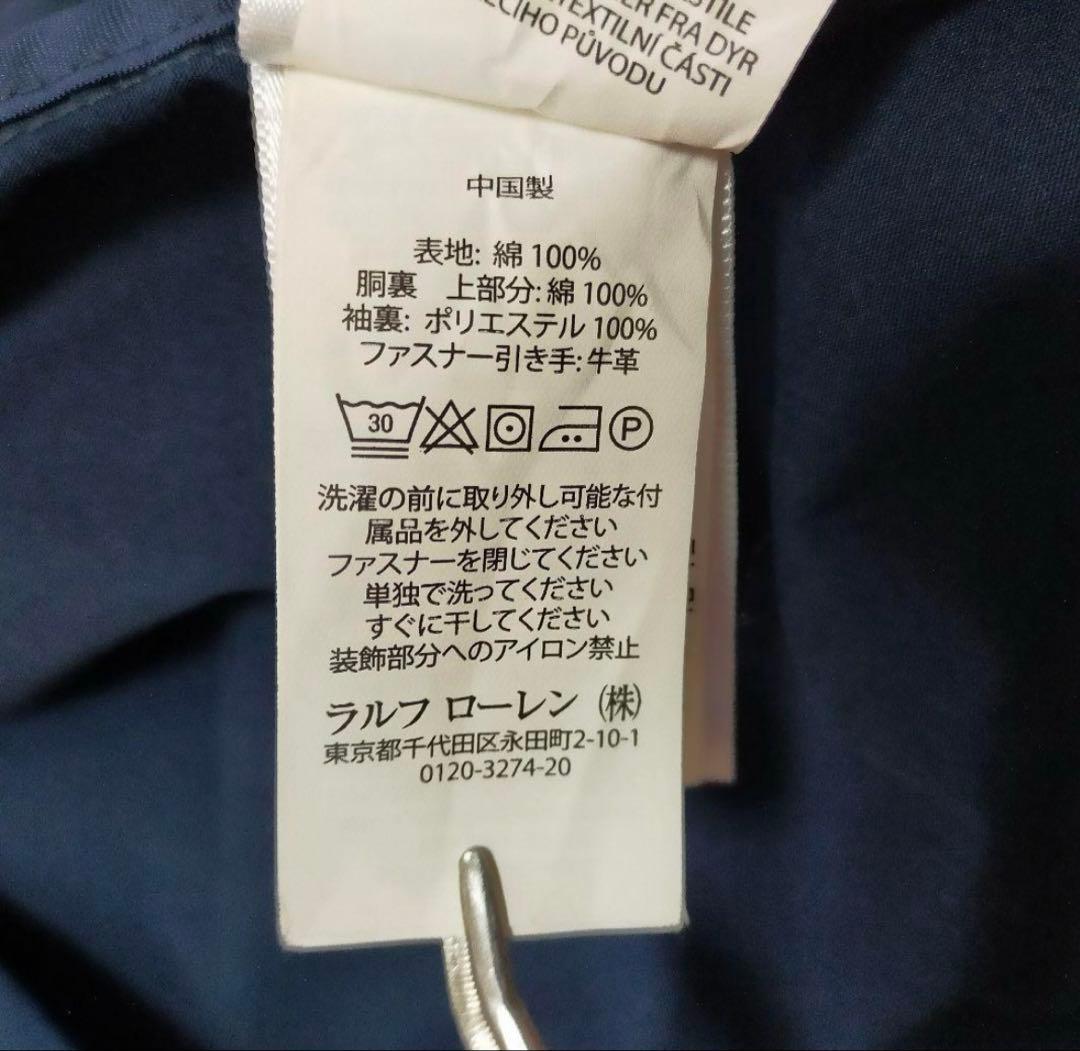 STILE
ER FRA DYR
TEXTILNÍ ČÁSTI
ECÍHO PŮVODU
中国製
表地: 綿 100%
胴裏　上部分: 綿 100%
袖裏: ポリエステル 100%
ファスナー引き手: 牛革
30
P
洗濯の前に取り外し可能な付
属品を外してください
ファスナーを閉じてください
単独で洗ってください
すぐに干してください
装飾部分へのアイロン禁止
ラルフ ローレン ㈱
東京都千代田区永田町2-10-1
0120-3274-20